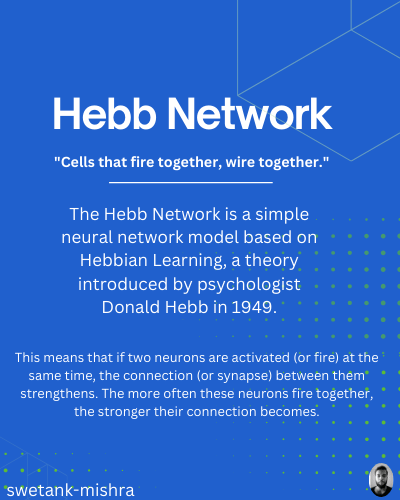 Hebb Network
"Cells that fire together, wire together."
The Hebb Network is a simple
neural network model based on
Hebbian Learning, a theory
introduced by psychologist
Donald Hebb in 1949.
This means that if two neurons are activated (or fire) at the
same time, the connection (or synapse) between them
strengthens. The more often these neurons fire together,
the stronger their connection becomes.
swetank-mishra